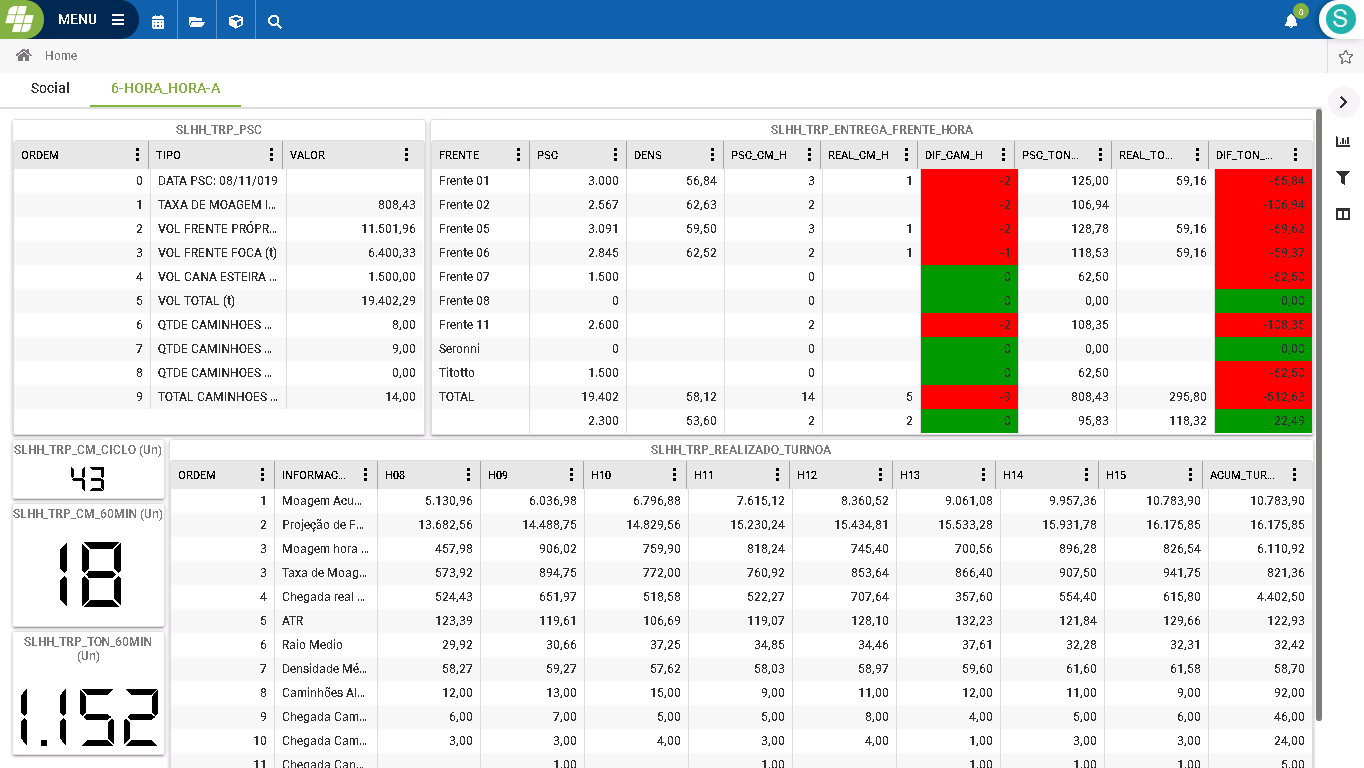 MENU
0
S
Home
Social 6-HORA_HORA-A
SLHH_TRP_PSC
ORDEM TIPO VALOR
0 DATA PSC: 08/11/019
1 TAXA DE MOAGEM I... 808,43
2 VOL FRENTE PRÓPR... 11.501,96
3 VOL FRENTE FOCA (t) 6.400,33
4 VOL CANA ESTEIRA ... 1.500,00
5 VOL TOTAL (t) 19.402,29
6 QTDE CAMINHOES ... 8,00
7 QTDE CAMINHOES ... 9,00
8 QTDE CAMINHOES ... 0,00
9 TOTAL CAMINHOES ... 14,00
SLHH_TRP_ENTREGA_FRENTE_HORA
FRENTE PSC DENS PSC_CM_H REAL_CM_H DIF_CAM_H PSC_TON... REAL_TO... DIF_TON_...
Frente 01 3.000 56,84 3 1 -2 125,00 59,16 -65,84
Frente 02 2.567 62,63 2 -2 106,94 -106,94
Frente 05 3.091 59,50 3 1 -2 128,78 59,16 -69,62
Frente 06 2.845 62,52 2 1 -1 118,53 59,16 -59,37
Frente 07 1.500 0 0 62,50 -62,50
Frente 08 0 0 0 0,00 0,00
Frente 11 2.600 2 -2 108,35 -108,35
Seronni 0 0 0 0,00 0,00
Titotto 1.500 0 0 62,50 -62,50
TOTAL 19.402 58,12 14 5 -9 808,43 295,80 -512,63
2.300 53,60 2 2 0 95,83 118,32 22,49
SLHH_TRP_CM_CICLO (Un)
43
SLHH_TRP_CM_60MIN (Un)
18
SLHH_TRP_TON_60MIN
(Un)
1.152
SLHH_TRP_REALIZADO_TURNOA
ORDEM INFORMAC... H08 H09 H10 H11 H12 H13 H14 H15 ACUM_TUR...
1 Moagem Acu... 5.130,96 6.036,98 6.796,88 7.615,12 8.360,52 9.061,08 9.957,36 10.783,90 10.783,90
2 Projeção de F... 13.682,56 14.488,75 14.829,56 15.230,24 15.434,81 15.533,28 15.931,78 16.175,85 16.175,85
3 Moagem hora ... 457,98 906,02 759,90 818,24 745,40 700,56 896,28 826,54 6.110,92
3 Taxa de Moag... 573,92 894,75 772,00 760,92 853,64 866,40 907,50 941,75 821,36
4 Chegada real ... 524,43 651,97 518,58 522,27 707,64 357,60 554,40 615,80 4.402,50
5 ATR 123,39 119,61 106,69 119,07 128,10 132,23 121,84 129,66 122,93
6 Raio Medio 29,92 30,66 37,25 34,85 34,46 37,61 32,28 32,31 32,42
7 Densidade Mé... 58,27 59,27 57,62 58,03 58,97 59,60 61,60 61,58 58,70
8 Caminhões Al... 12,00 13,00 15,00 9,00 11,00 12,00 11,00 9,00 92,00
9 Chegada Cam... 6,00 7,00 5,00 5,00 8,00 4,00 5,00 6,00 46,00
10 Chegada Cam... 3,00 3,00 4,00 3,00 4,00 1,00 3,00 3,00 24,00
11 Chegada Can... 1,00 1,00 1,00 5,00